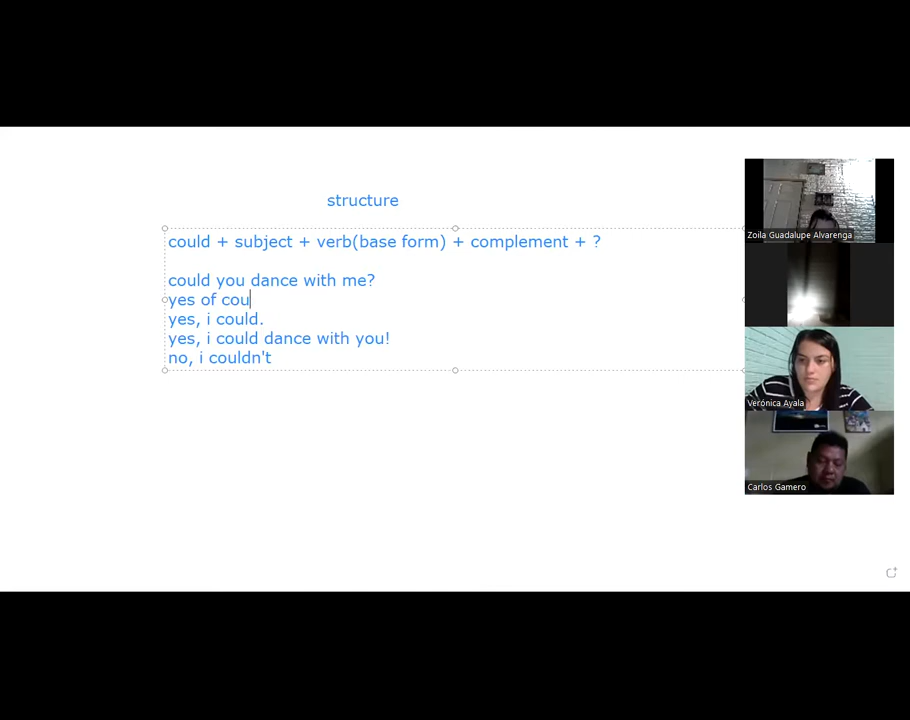 structure
could + subject + verb(base form) + complement + ?
could you dance with me?
yes of cou
yes, i could.
yes, i could dance with you!
no, i couldn't
Zoila Guadalupe Alvarenga
Verónica Ayala
Carlos Gamero